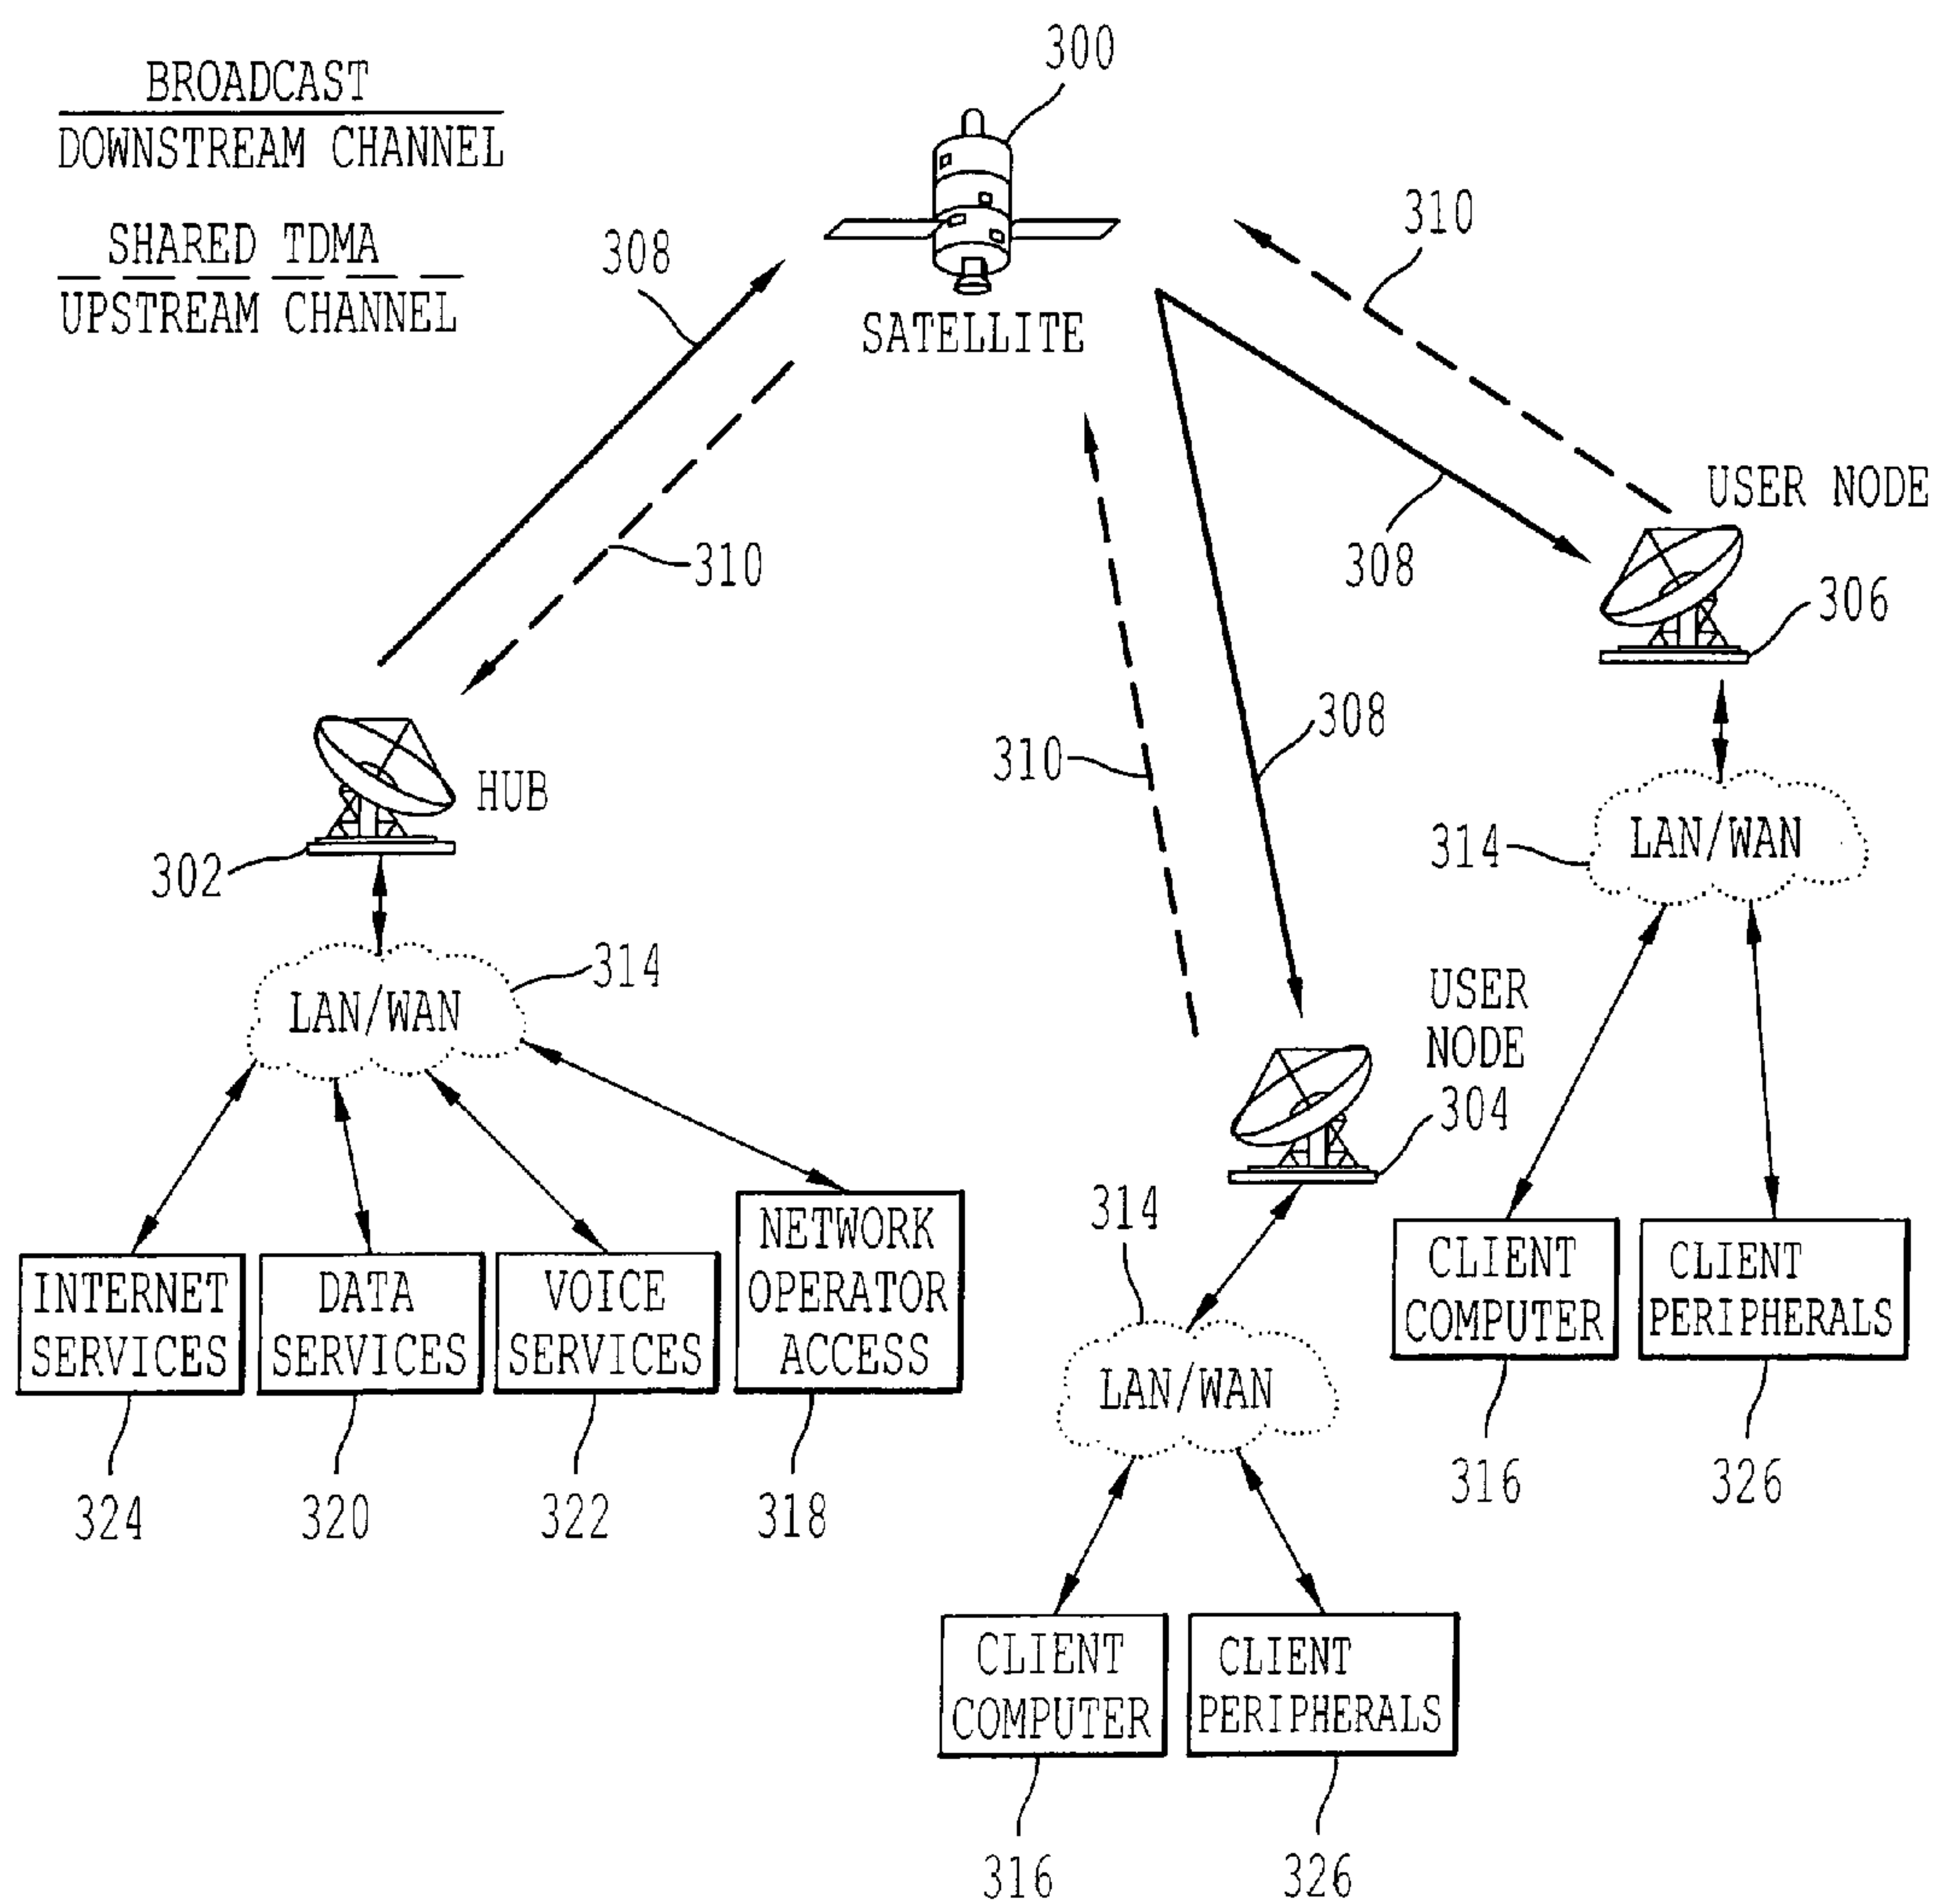 300
BROADCAST
DOWNSTREAM CHANNEL
SHARED TDMA
UPSTREAM CHANNEL
308
310
SATELLITE
310
308
USER NODE
306
HUB
302
310
308
314
LAN/WAN
314
LAN/WAN
USER
NODE
304
314
INTERNET
SERVICES
DATA
SERVICES
VOICE
SERVICES
NETWORK
OPERATOR
ACCESS
CLIENT
COMPUTER
CLIENT
PERIPHERALS
LAN/WAN
324
320
322
318
316
326
CLIENT
COMPUTER
CLIENT
PERIPHERALS
316
326